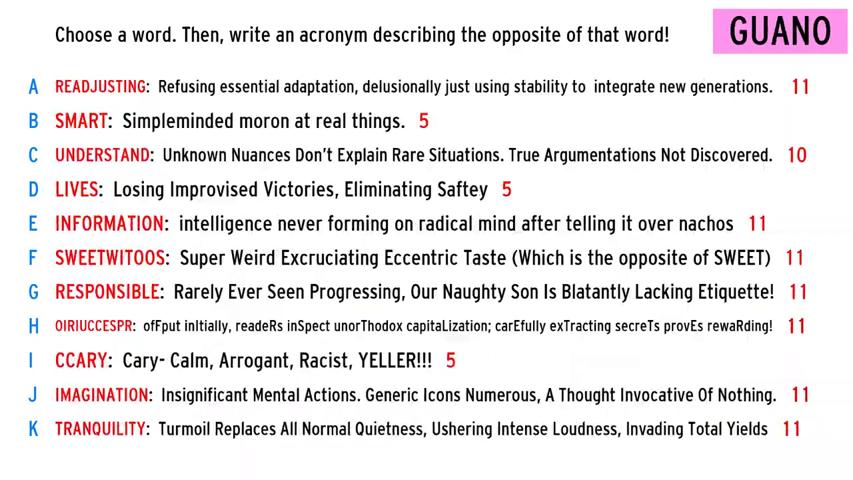 Choose a word. Then, write an acronym describing the opposite of that word!
GUANO
A READJUSTING: Refusing essential adaptation, delusionally just using stability to integrate new generations. 11
B SMART: Simpleminded moron at real things. 5
C UNDERSTAND: Unknown Nuances Don't Explain Rare Situations. True Argumentations Not Discovered. 10
D LIVES: Losing Improvised Victories, Eliminating Saftey 5
E INFORMATION: intelligence never forming on radical mind after telling it over nachos 11
F SWEETWITOOS: Super Weird Excruciating Eccentric Taste (Which is the opposite of SWEET) 11
G RESPONSIBLE: Rarely Ever Seen Progressing, Our Naughty Son Is Blatantly Lacking Etiquette! 11
H OIRIUCCESPR: ofFput inItially, readeRs inSpect unorThodox capitaLization; carEfully exTracting secreTs provEs rewaRding! 11
I CCARY: Cary- Calm, Arrogant, Racist, YELLER!!! 5
J IMAGINATION: Insignificant Mental Actions. Generic Icons Numerous, A Thought Invocative Of Nothing. 11
K TRANQUILITY: Turmoil Replaces All Normal Quietness, Ushering Intense Loudness, Invading Total Yields 11